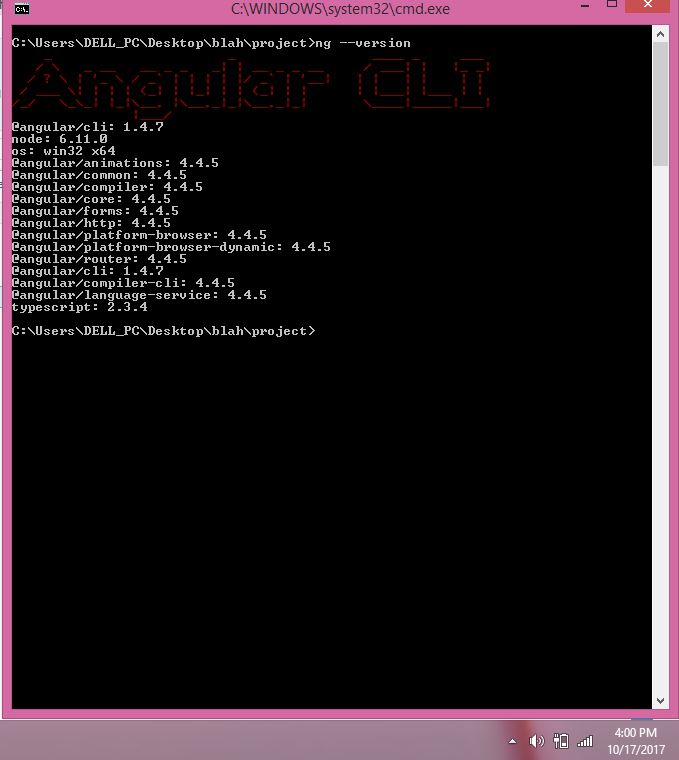 C:\WINDOWS\system32\cmd.exe
C:\Users\DELL_PC\Desktop\blah\project>ng --version
Angular CLI
@angular/cli: 1.4.7
node: 6.11.0
os: win32 x64
@angular/animations: 4.4.5
@angular/common: 4.4.5
@angular/compiler: 4.4.5
@angular/core: 4.4.5
@angular/forms: 4.4.5
@angular/http: 4.4.5
@angular/platform-browser: 4.4.5
@angular/platform-browser-dynamic: 4.4.5
@angular/router: 4.4.5
@angular/cli: 1.4.7
@angular/compiler-cli: 4.4.5
@angular/language-service: 4.4.5
typescript: 2.3.4
C:\Users\DELL_PC\Desktop\blah\project>
4:00 PM
10/17/2017